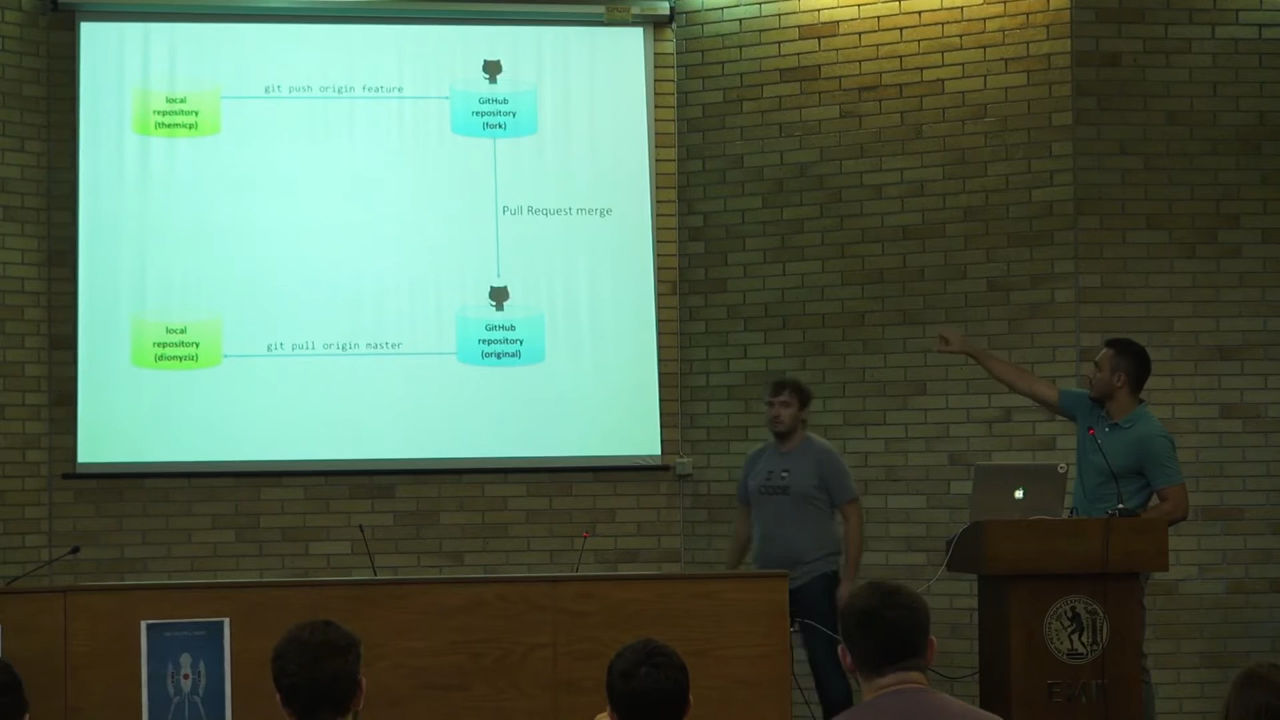 git push origin feature
local
repository
(themicp)
GitHub
repository
(fork)
Pull Request merge
local
repository
(dionyziz)
git pull origin master
GitHub
repository
(original)
ΕΜΠ